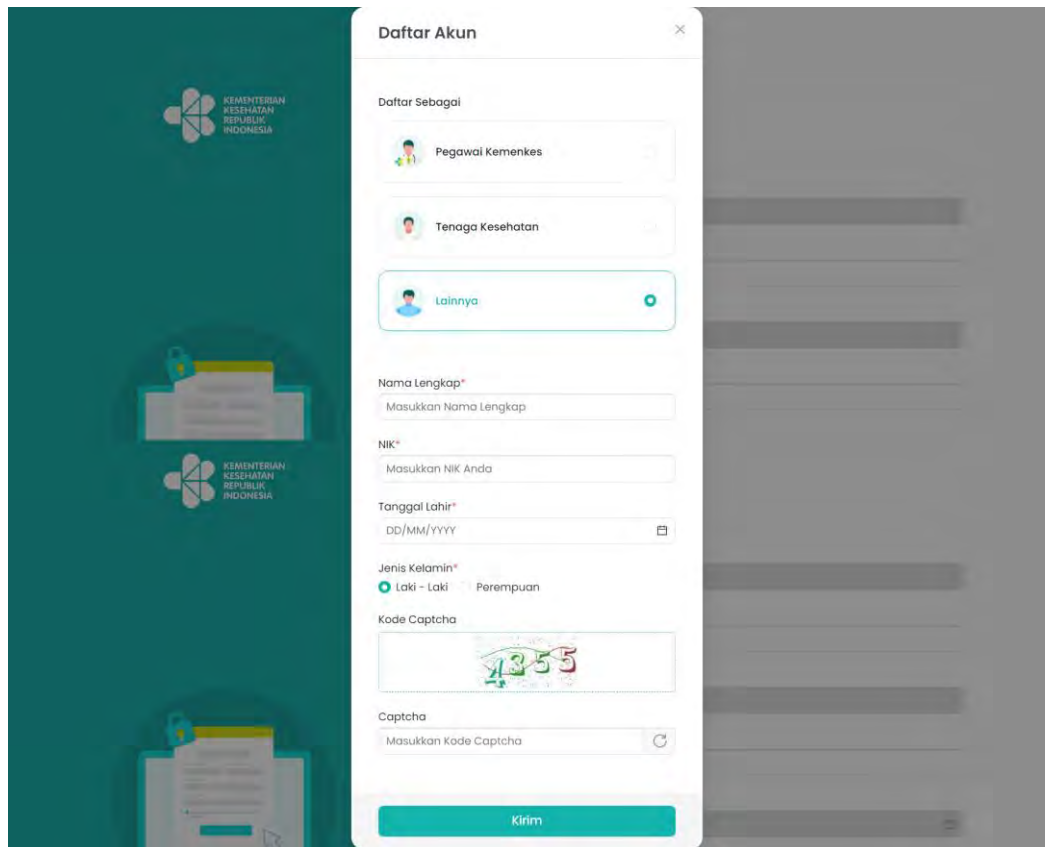 Daftar Akun
KEMENTERIAN
KESEHATAN
REPUBLIK
INDONESIA
Daftar Sebagai
Pegawai Kemenkes
Tenaga Kesehatan
Lainnya
Nama Lengkap*
Masukkan Nama Lengkap
NIK*
Masukkan NIK Anda
KEMENTERIAN
KESEHATAN
REPUBLIK
INDONESIA
Tanggal Lahir*
DD/MM/YYYY
Jenis Kelamin*
Laki - Laki Perempuan
Kode Captcha
4355
Captcha
Masukkan Kode Captcha
Kirim